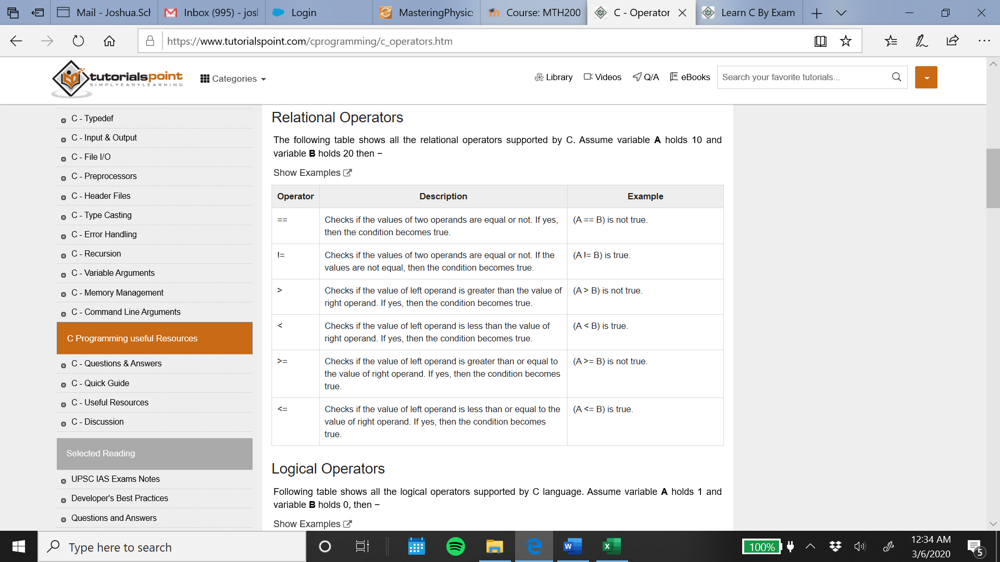 Mail - Joshua.Sch
Inbox (995) - josl
Login
MasteringPhysics
Course: MTH200
C - Operator
Learn C By Exam
https://www.tutorialspoint.com/cprogramming/c_operators.htm
tutorialspoint
SIMPLYEASYLEARNING
Categories
Library
Videos
Q/A
eBooks
Search your favorite tutorials...
C - Typedef
C - Input & Output
C - File I/O
C - Preprocessors
C - Header Files
C - Type Casting
C - Error Handling
C - Recursion
C - Variable Arguments
C - Memory Management
C - Command Line Arguments
C Programming useful Resources
C - Questions & Answers
C - Quick Guide
C - Useful Resources
C - Discussion
Selected Reading
UPSC IAS Exams Notes
Developer's Best Practices
Questions and Answers
Relational Operators
The following table shows all the relational operators supported by C. Assume variable A holds 10 and
variable B holds 20 then −
Show Examples
Operator Description Example
== Checks if the values of two operands are equal or not. If yes, (A == B) is not true.
then the condition becomes true.
!= Checks if the values of two operands are equal or not. If the (A != B) is true.
values are not equal, then the condition becomes true.
> Checks if the value of left operand is greater than the value of (A > B) is not true.
right operand. If yes, then the condition becomes true.
< Checks if the value of left operand is less than the value of (A < B) is true.
right operand. If yes, then the condition becomes true.
>= Checks if the value of left operand is greater than or equal to (A >= B) is not true.
the value of right operand. If yes, then the condition becomes
true.
<= Checks if the value of left operand is less than or equal to the (A <= B) is true.
value of right operand. If yes, then the condition becomes
true.
Logical Operators
Following table shows all the logical operators supported by C language. Assume variable A holds 1 and
variable B holds 0, then −
Show Examples
Type here to search
W
X
100%
12:34 AM
3/6/2020
5